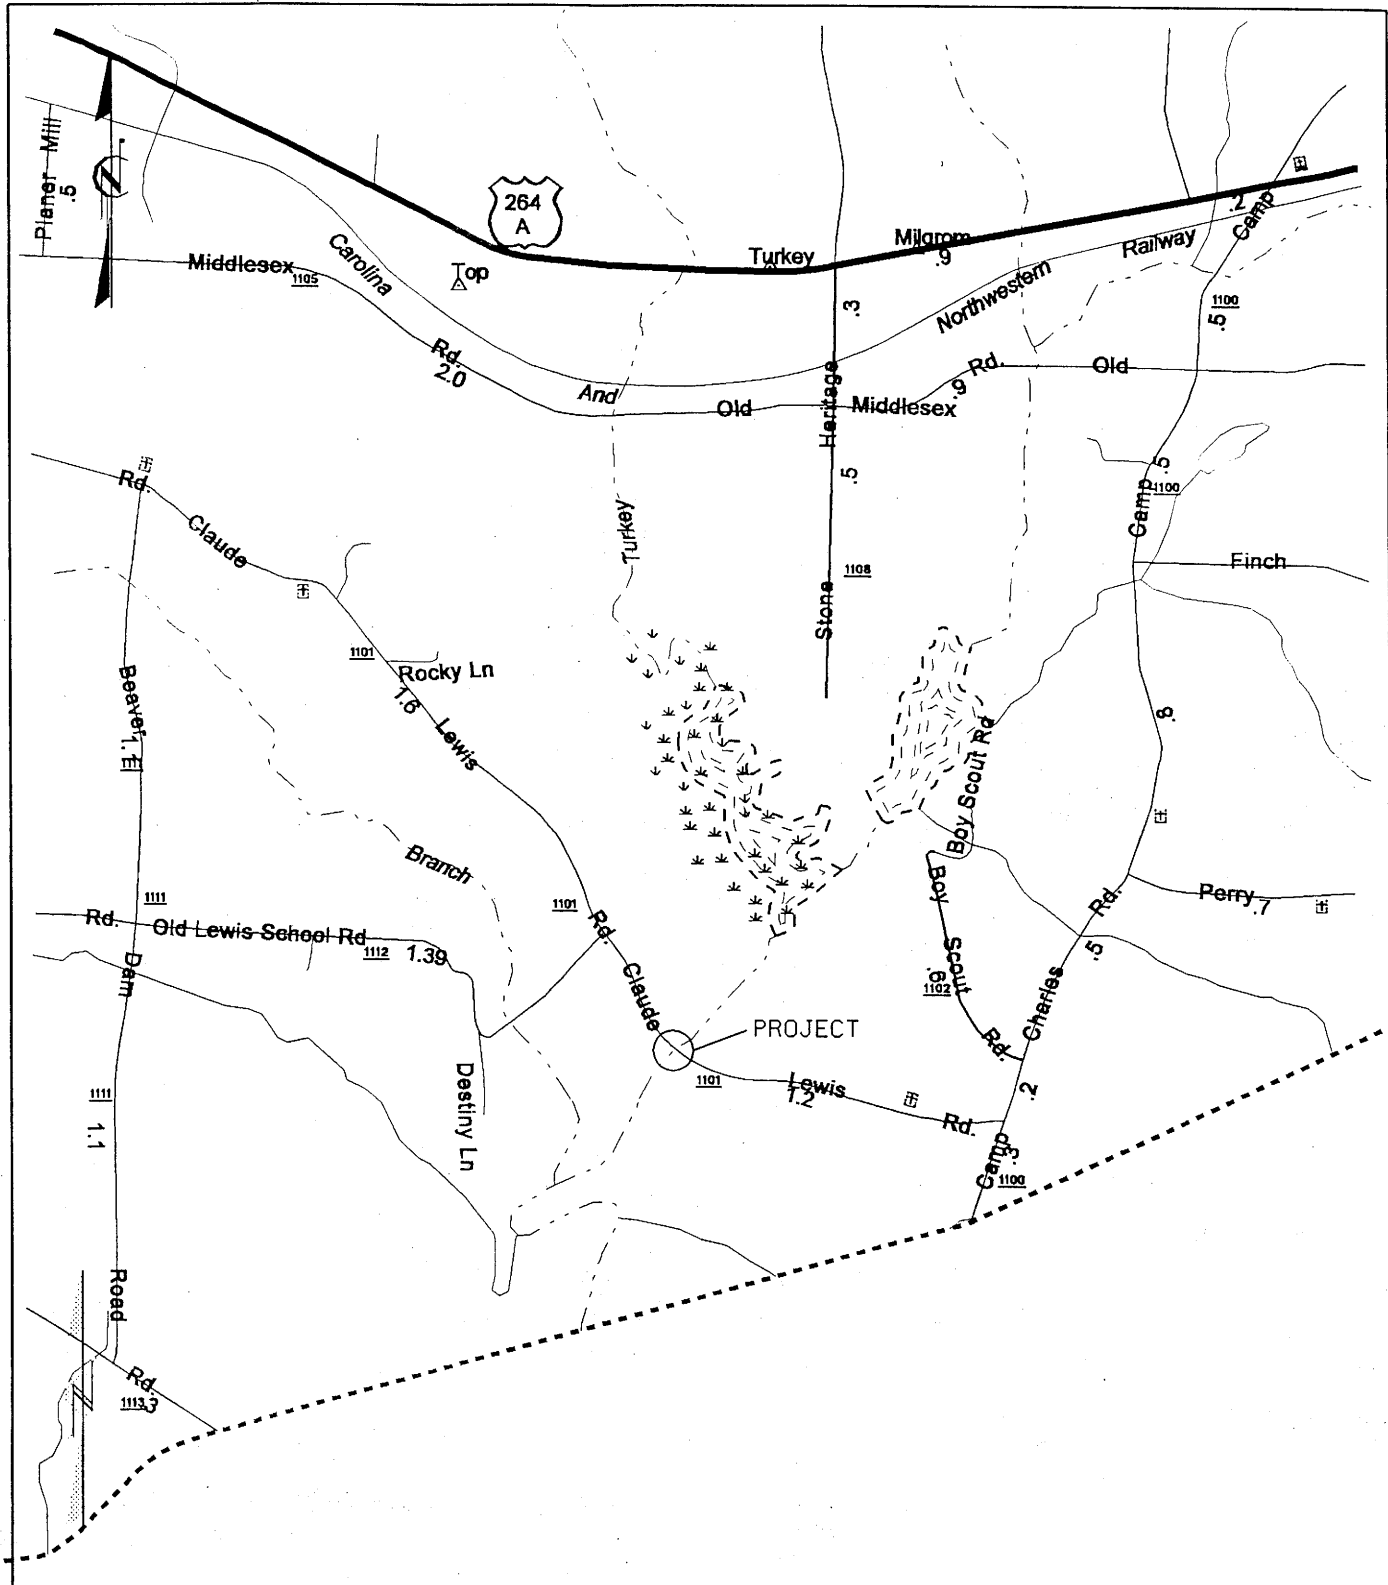 Planer Mill
.5
N
264
A
Middlesex
1105
Carolina
Top
Turkey
Milgrom
.9
.2
Camp
Railway
Northwestern
.3
1100
.5
Rd.
2.0
And
Old
Heritage
Middlesex
.9
Rd.
Old
.5
Rd.
Claude
Turkey
.5
1100
Camp
Finch
1108
Stone
1101
Rocky Ln
1.6
Lewis
Beaver
1.1
.8
Boy Scout Rd
Branch
1111
1101
Rd.
Old Lewis School Rd
1112
1.39
Rd.
Boy
Scout
.9
1102
Rd.
Perry
.7
Rd.
.5
Charles
Dam
Claude
PROJECT
1101
Lewis
1.2
Rd.
.2
1111
1.1
Destiny Ln
Camp
.3
1100
Road
Rd.
1113
.3